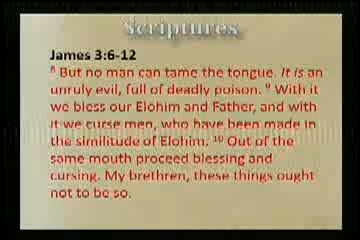 Scriptures
James 3:6-12
⁸ But no man can tame the tongue. It is an
unruly evil, full of deadly poison. ⁹ With it
we bless our Elohim and Father, and with
it we curse men, who have been made in
the similitude of Elohim. ¹⁰ Out of the
same mouth proceed blessing and
cursing. My brethren, these things ought
not to be so.